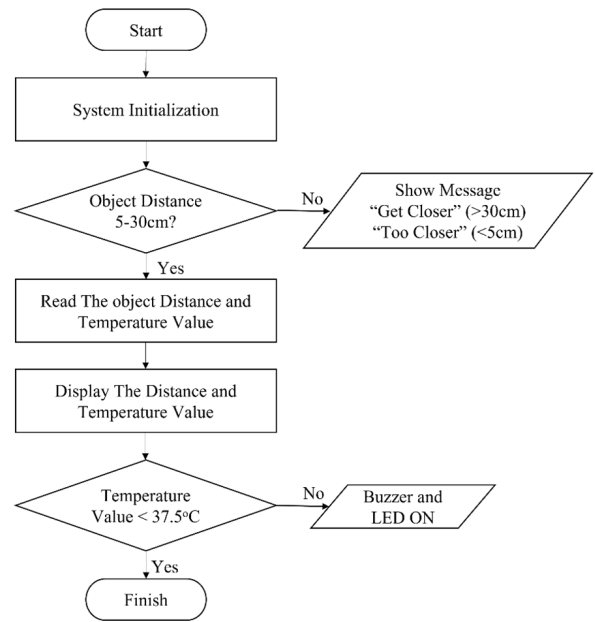 Start
System Initialization
Object Distance
5-30cm?
No
Show Message
“Get Closer” (>30cm)
“Too Closer” (<5cm)
Yes
Read The object Distance and
Temperature Value
Display The Distance and
Temperature Value
Temperature
Value < 37.5°C
No
Buzzer and
LED ON
Yes
Finish